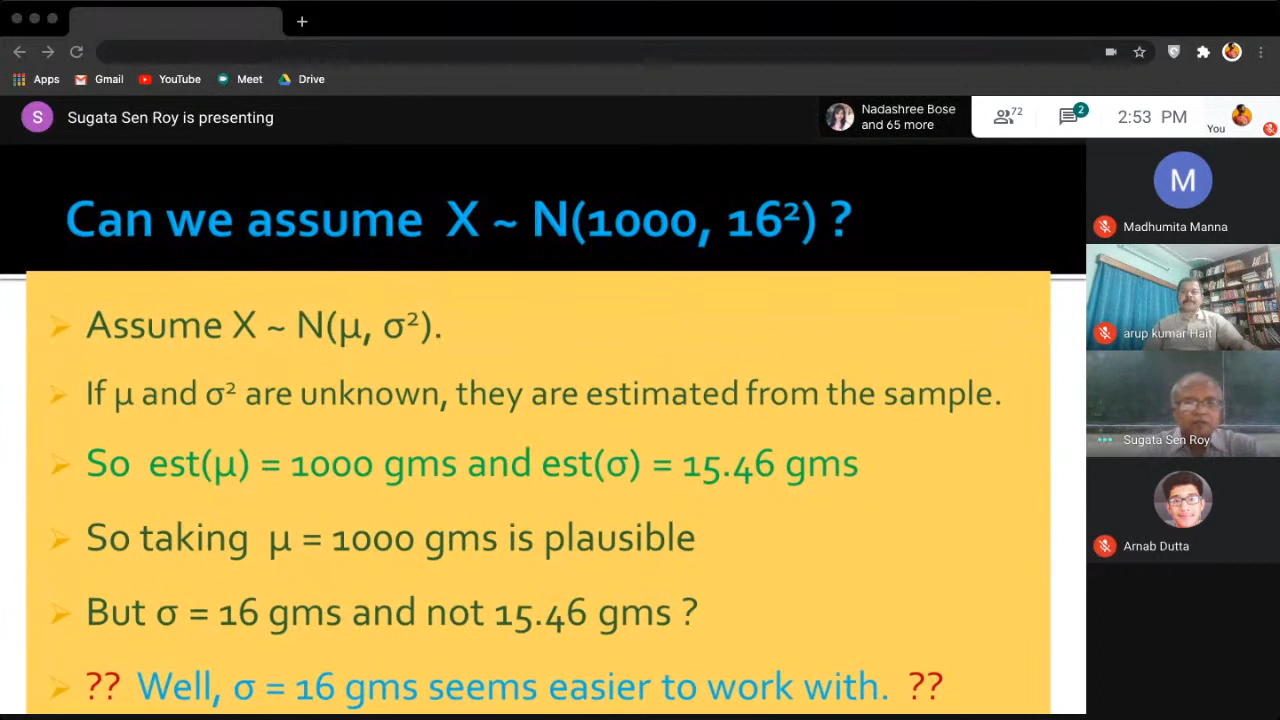 Apps Gmail YouTube Meet Drive
S Sugata Sen Roy is presenting
Nadashree Bose
and 65 more
72
2
2:53 PM
You
Can we assume X ~ N(1000, 16²) ?
Assume X ~ N(μ, σ²).
If μ and σ² are unknown, they are estimated from the sample.
So est(μ) = 1000 gms and est(σ) = 15.46 gms
So taking μ = 1000 gms is plausible
But σ = 16 gms and not 15.46 gms ?
?? Well, σ = 16 gms seems easier to work with. ??
M
Madhumita Manna
arup kumar Hait
Sugata Sen Roy
Arnab Dutta